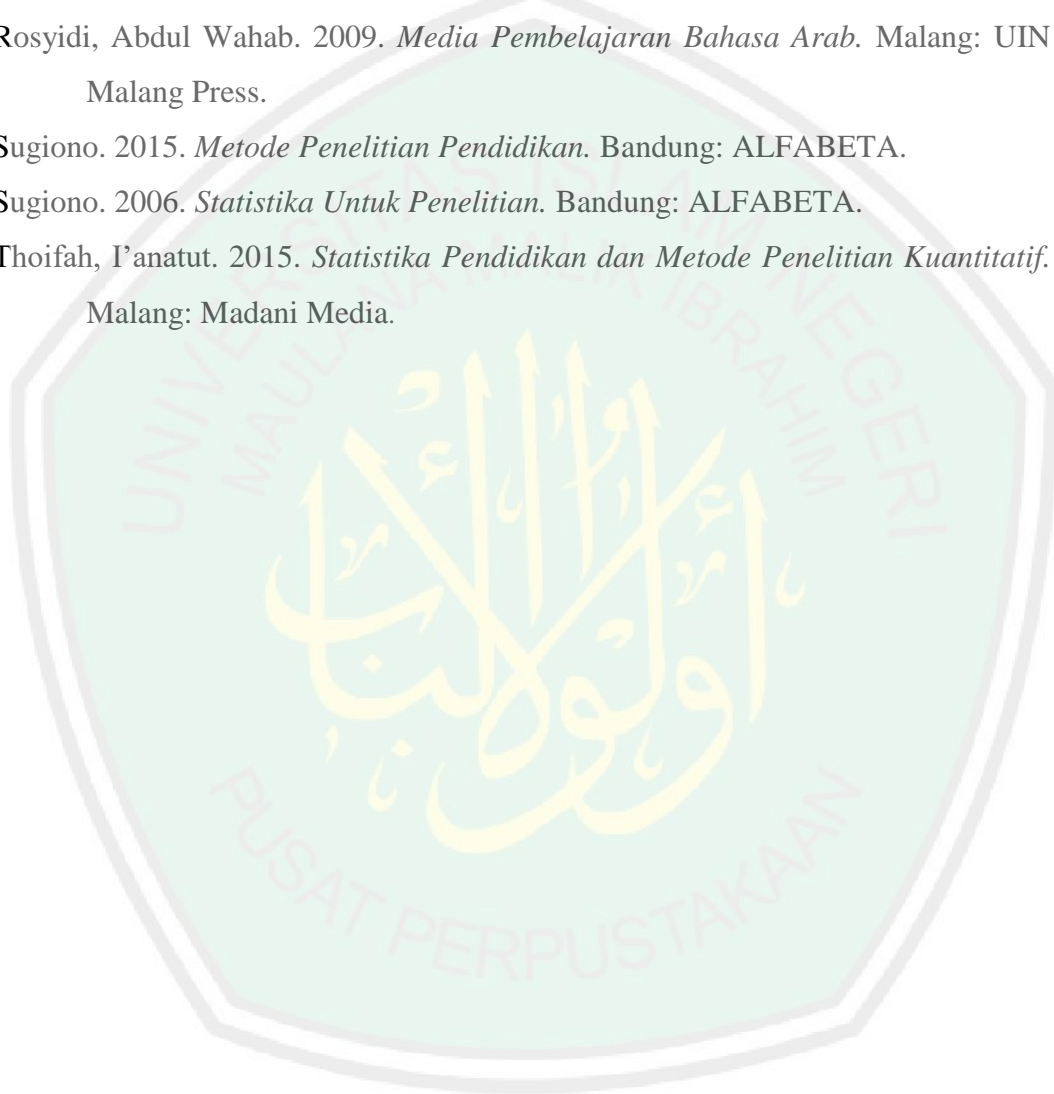 Rosyidi, Abdul Wahab. 2009. Media Pembelajaran Bahasa Arab. Malang: UIN
Malang Press.
Sugiono. 2015. Metode Penelitian Pendidikan. Bandung: ALFABETA.
Sugiono. 2006. Statistika Untuk Penelitian. Bandung: ALFABETA.
Thoifah, I’anatut. 2015. Statistika Pendidikan dan Metode Penelitian Kuantitatif.
Malang: Madani Media.
UNIVERSITAS ISLAM NEGERI
MAULANA MALIK IBRAHIM
أولوا الألباب
PUSAT PERPUSTAKAAN